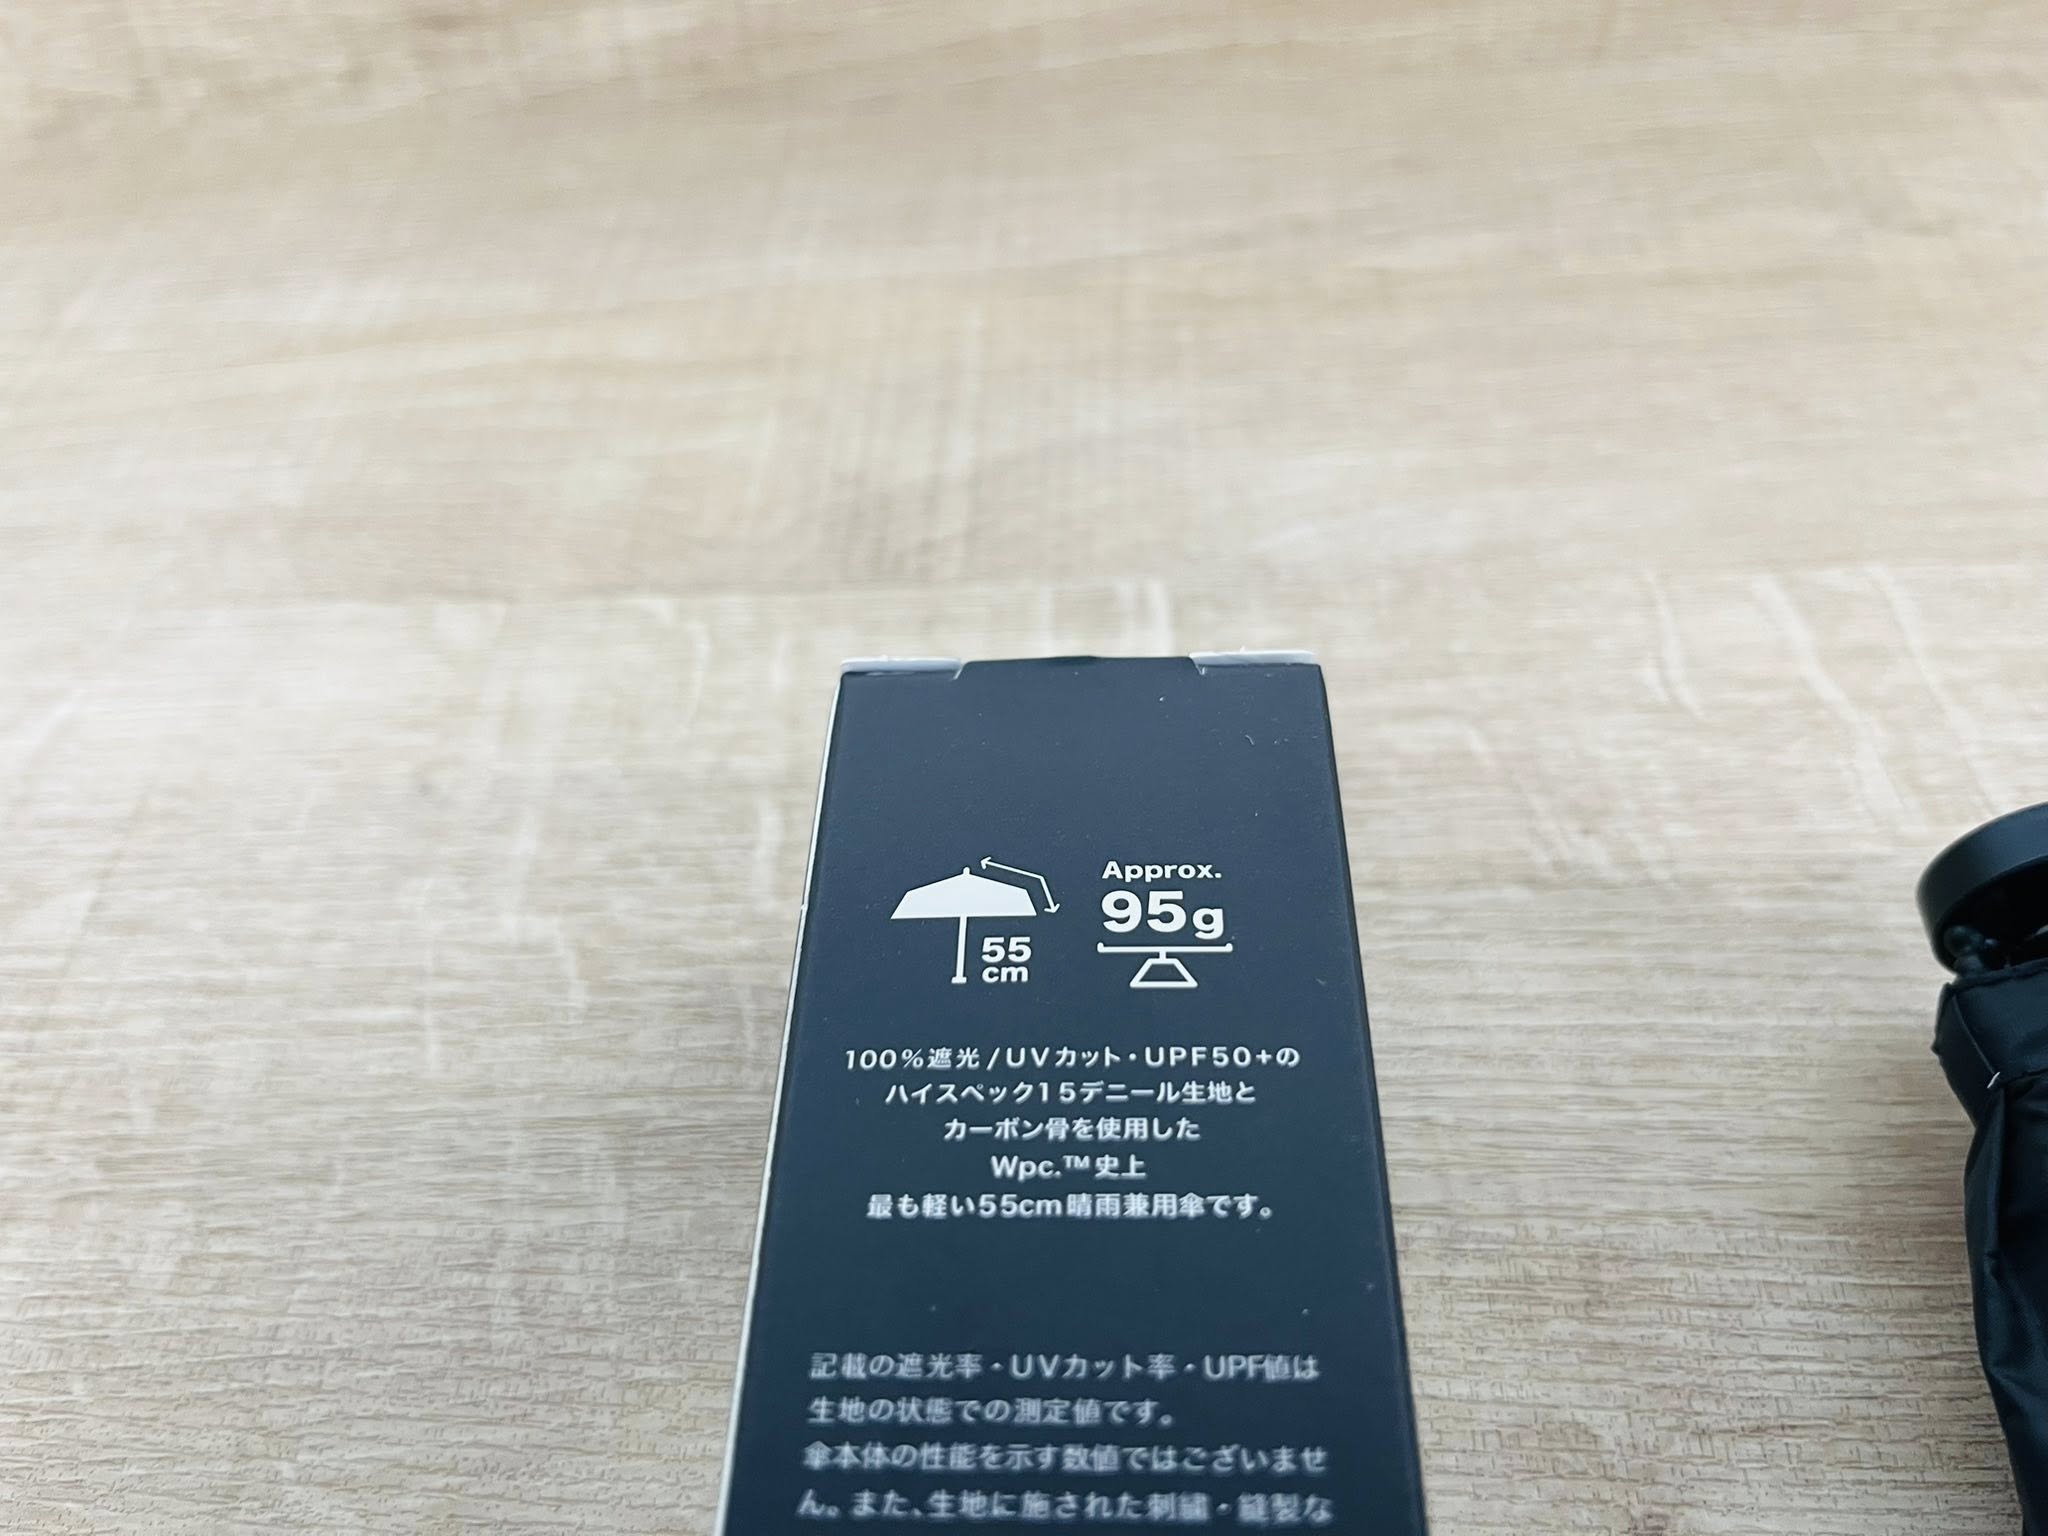 Approx.
95g
55
cm
100%遮光/UVカット・UPF50+の
ハイスペック15デニール生地と
カーボン骨を使用した
Wpc.™史上
最も軽い55cm晴雨兼用傘です。
記載の遮光率・UVカット率・UPF値は
生地の状態での測定値です。
傘本体の性能を示す数値ではございませ
ん。また、生地に施された刺繍・縫製な